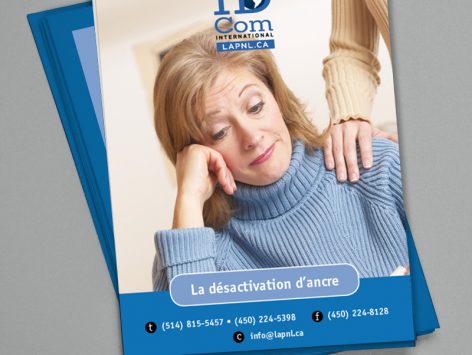 Com
INTERNATIONAL
LAPNL.CA
La désactivation d'ancre
t (514) 815-5457 • (450) 224-5398 f (450) 224-8128
c info@lapnl.ca